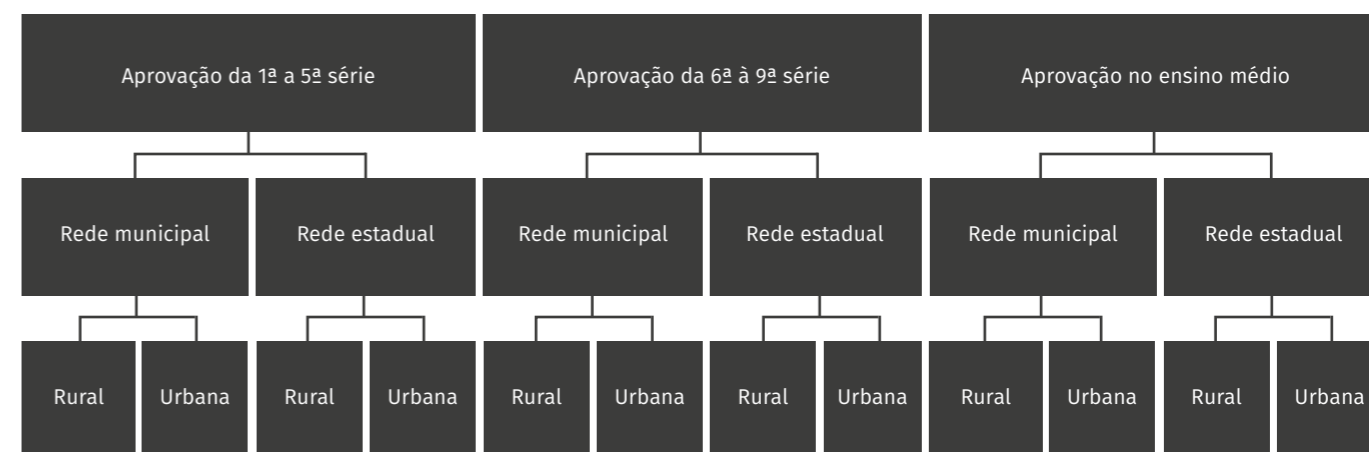 Aprovação da 1ª a 5ª série
Aprovação da 6ª à 9ª série
Aprovação no ensino médio
Rede municipal
Rede estadual
Rede municipal
Rede estadual
Rede municipal
Rede estadual
Rural
Urbana
Rural
Urbana
Rural
Urbana
Rural
Urbana
Rural
Urbana
Rural
Urbana